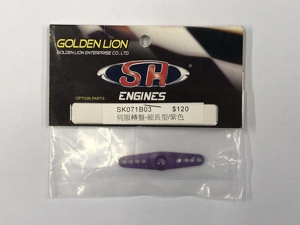 GOLDEN LION
GOLDEN LION ENTERPRISE CO., LTD
SH
ENGINES
OPTION PARTS
SK071B03 $120
伺服轉盤-細長型/紫色